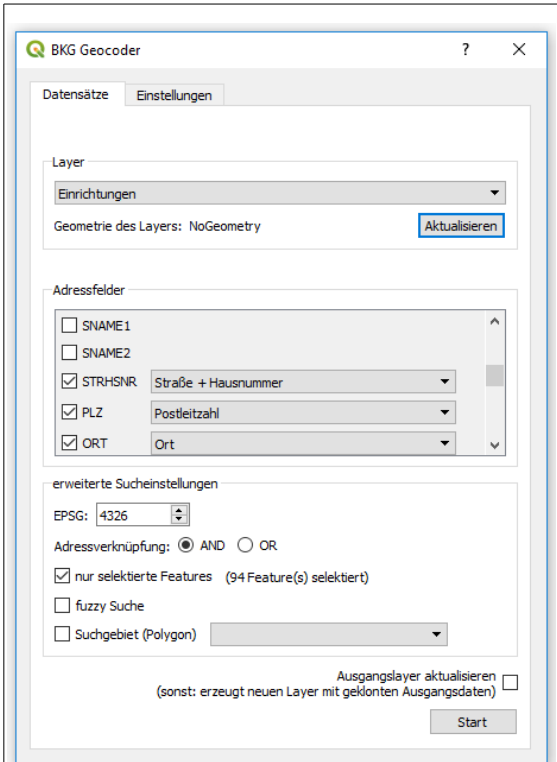 BKG Geocoder ?
Datensätze Einstellungen
Layer
Einrichtungen
Geometrie des Layers: NoGeometry Aktualisieren
Adressfelder
SNAME1
SNAME2
STRHSNR Straße + Hausnummer
PLZ Postleitzahl
ORT Ort
erweiterte Sucheinstellungen
EPSG: 4326
Adressverknüpfung: AND OR
nur selektierte Features (94 Feature(s) selektiert)
fuzzy Suche
Suchgebiet (Polygon)
Ausgangslayer aktualisieren
(sonst: erzeugt neuen Layer mit geklonten Ausgangsdaten)
Start